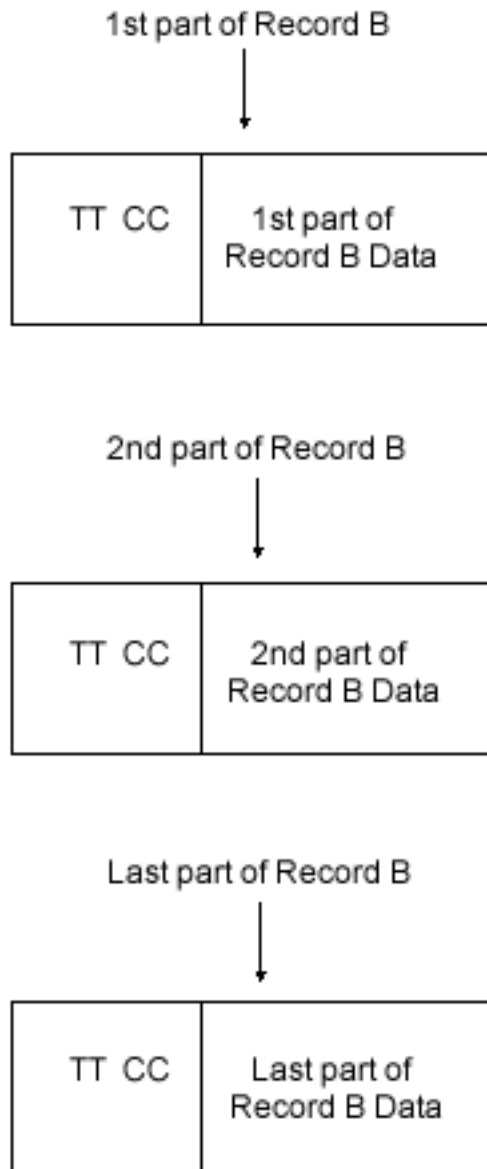 1st part of Record B
TT CC
1st part of
Record B Data
2nd part of Record B
TT CC
2nd part of
Record B Data
Last part of Record B
TT CC
Last part of
Record B Data